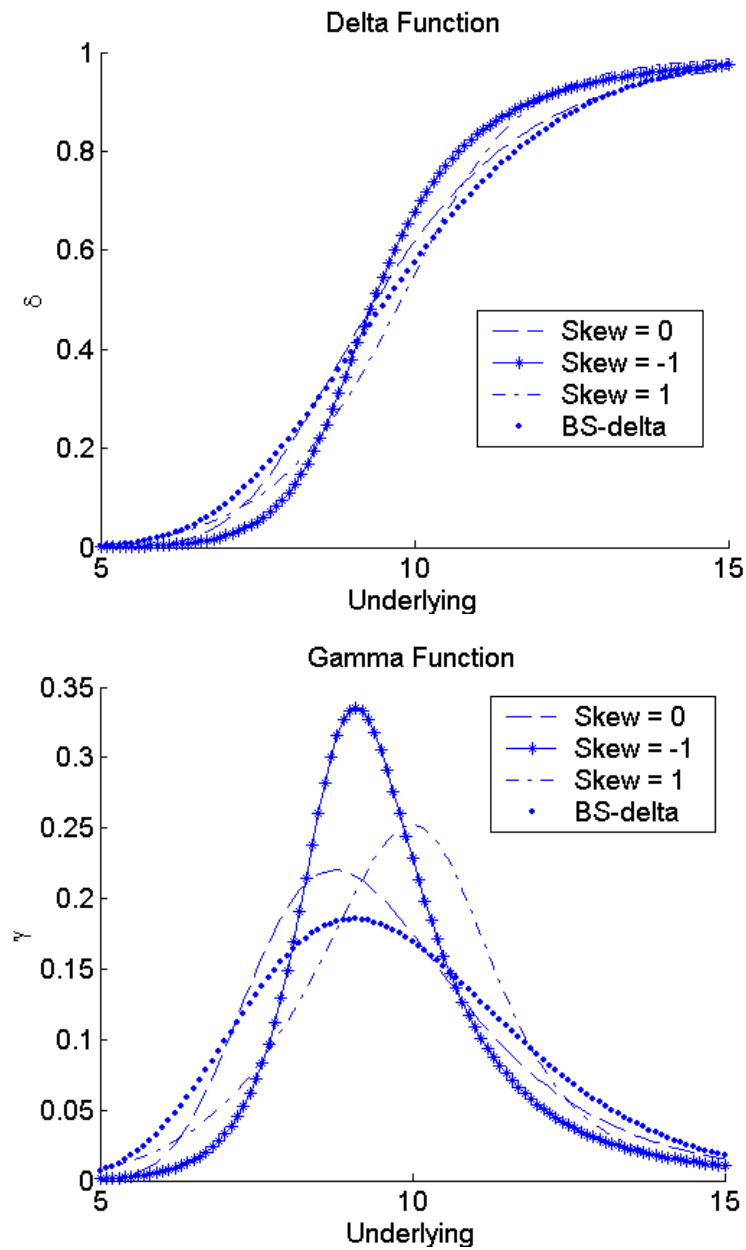 Delta Function
1
0.8
0.6
δ
0.4
0.2
0
Skew = 0
Skew = -1
Skew = 1
BS-delta
5
10
15
Underlying
Gamma Function
0.35
0.3
0.25
0.2
γ
0.15
0.1
0.05
0
Skew = 0
Skew = -1
Skew = 1
BS-delta
5
10
15
Underlying